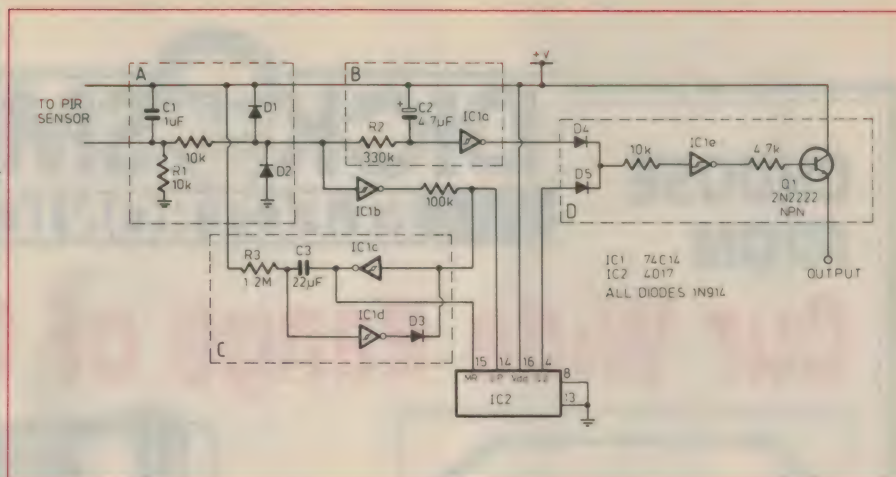 +V
A
B
TO PIR
SENSOR
C1
1uF
D1
C2
4.7µF
IC1a
D4
R2
330k
10k
R1
10k
D2
D5
10k
IC1e
4.7k
Q1
2N2222
NPN
D
IC1b
100k
R3
1.2M
C3
22µF
IC1c
IC1d
D3
C
IC1 74C14
IC2 4017
ALL DIODES 1N914
OUTPUT
15 14 16 4
MR Vdd
8
13
IC2